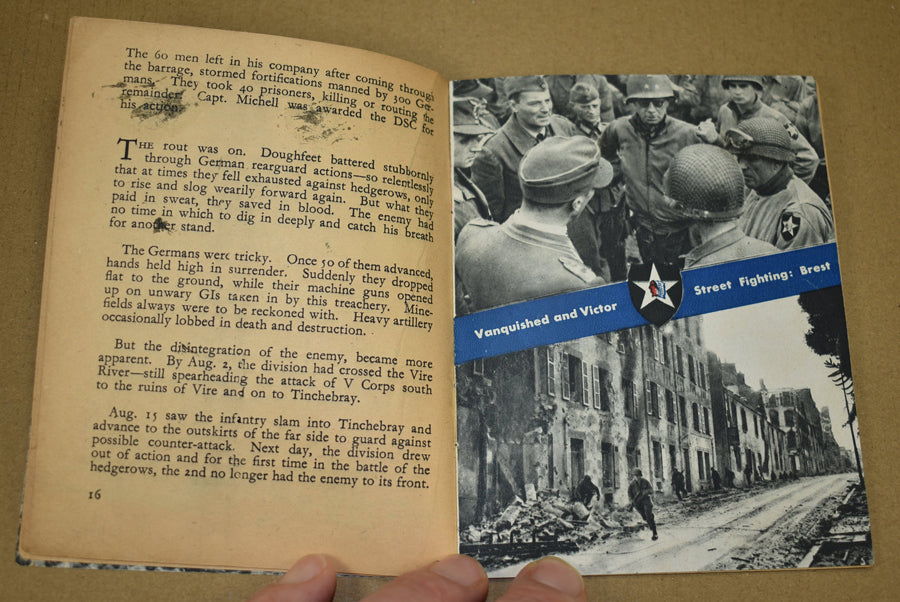 The 60 men left in his company after coming through
the barrage, stormed fortifications manned by 300 Ger-
mans. They took 40 prisoners, killing or routing the
remainder. Capt. Michell was awarded the DSC for
his action.
THE rout was on. Doughfeet battered stubbornly
through German rearguard actions—so relentlessly
that at times they fell exhausted against hedgerows, only
to rise and slog wearily forward again. But what they
paid in sweat, they saved in blood. The enemy had
no time in which to dig in deeply and catch his breath
for another stand.
The Germans were tricky. Once 50 of them advanced,
hands held high in surrender. Suddenly they dropped
flat to the ground, while their machine guns opened
up on unwary GIs taken in by this treachery. Mine-
fields always were to be reckoned with. Heavy artillery
occasionally lobbed in death and destruction.
But the disintegration of the enemy, became more
apparent. By Aug. 2, the division had crossed the Vire
River—still spearheading the attack of V Corps south
to the ruins of Vire and on to Tinchebray.
Aug. 15 saw the infantry slam into Tinchebray and
advance to the outskirts of the far side to guard against
possible counter-attack. Next day, the division drew
out of action and for the first time in the battle of the
hedgerows, the 2nd no longer had the enemy to its front.
16
Vanquished and Victor
Street Fighting: Brest